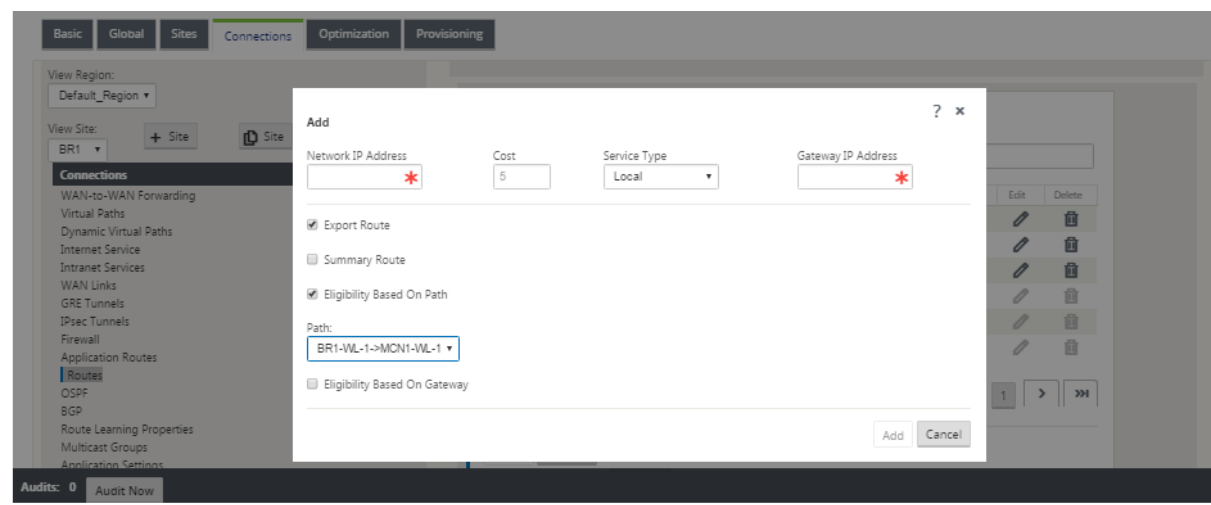 Basic Global Sites Connections Optimization Provisioning
View Region:
Default_Region
View Site:
BR1
+ Site
Site
Connections
WAN-to-WAN Forwarding
Virtual Paths
Dynamic Virtual Paths
Internet Service
Intranet Services
WAN Links
GRE Tunnels
IPsec Tunnels
Firewall
Application Routes
Routes
OSPF
BGP
Route Learning Properties
Multicast Groups
Application Settings
Add
? ×
Network IP Address Cost Service Type Gateway IP Address
* 5 Local *
Export Route
Summary Route
Eligibility Based On Path
Path:
BR1-WL-1->MCN1-WL-1
Eligibility Based On Gateway
Add Cancel
Edit Delete
1
Audits: 0 Audit Now